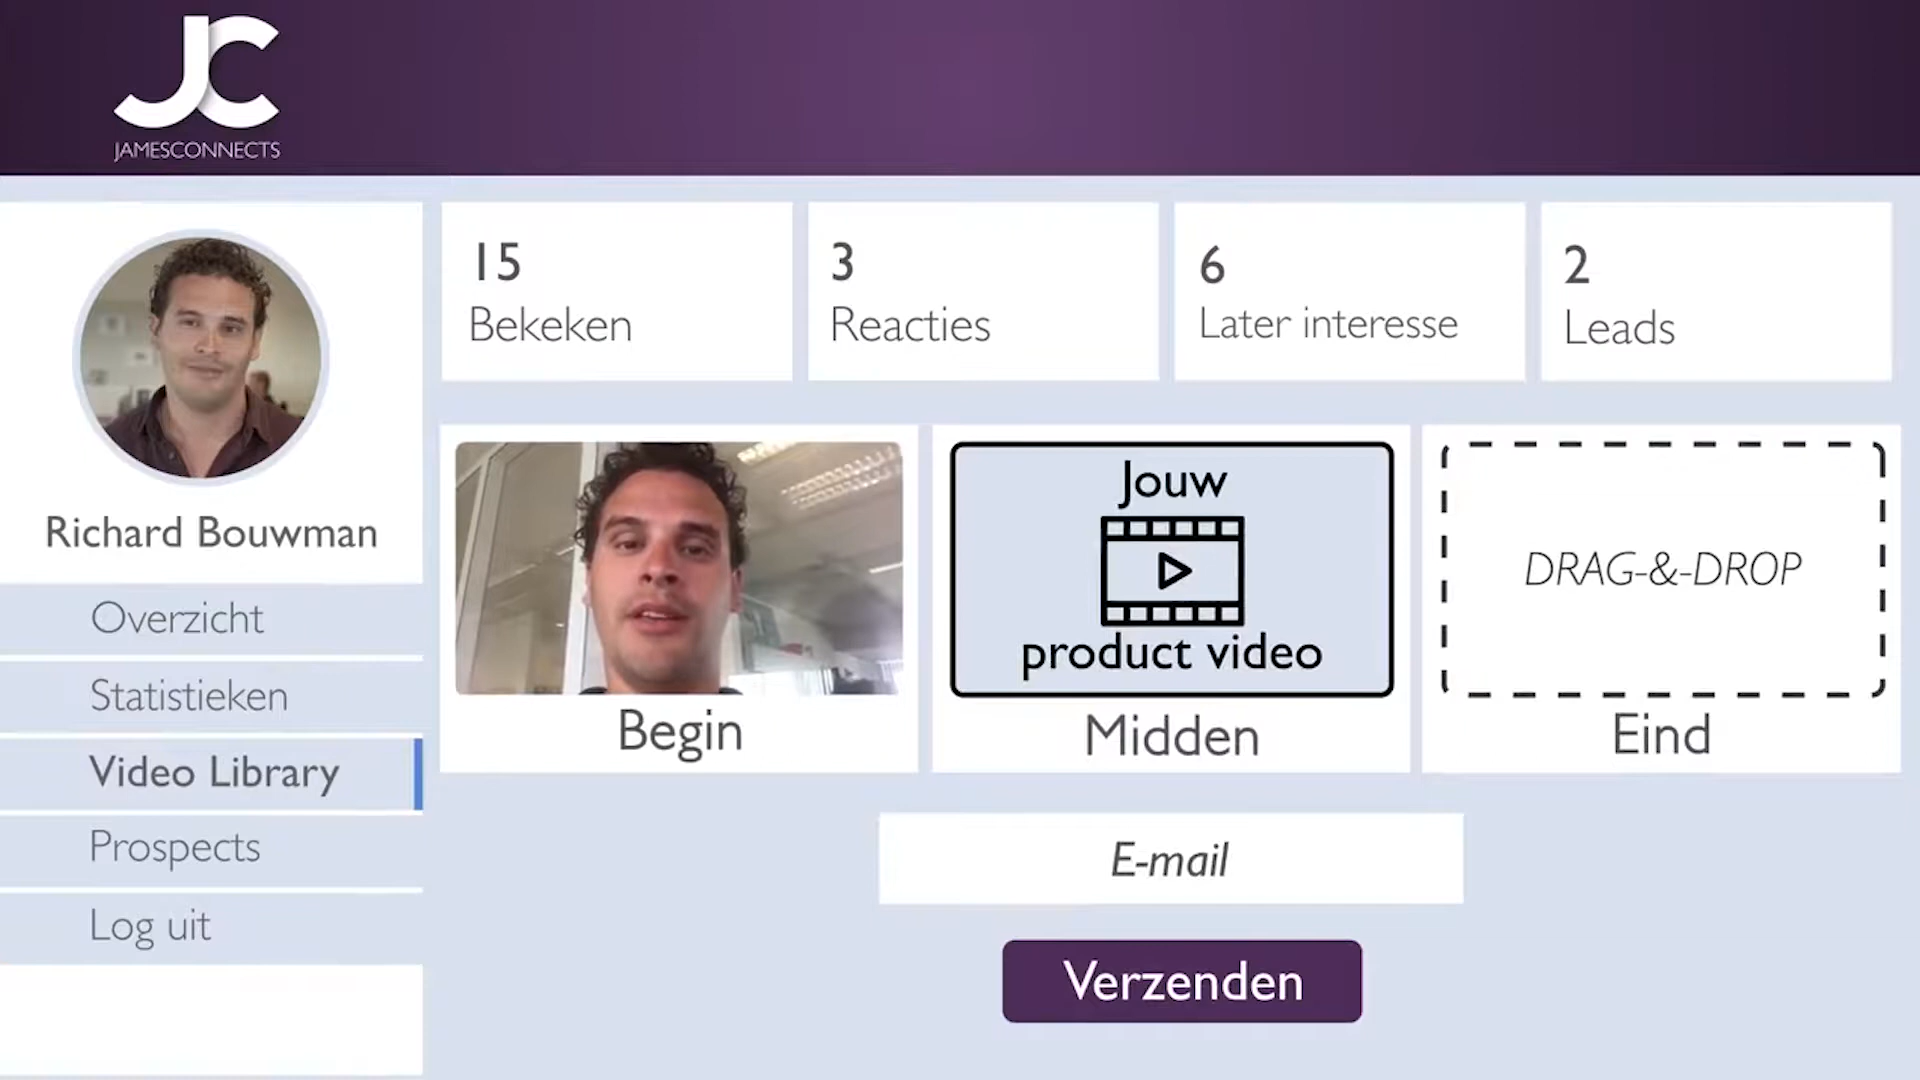 JC
JAMESCONNECTS
Richard Bouwman
Overzicht
Statistieken
Video Library
Prospects
Log uit
15
Bekeken
3
Reacties
6
Later interesse
2
Leads
Begin
Jouw
product video
Midden
DRAG-&-DROP
Eind
E-mail
Verzenden